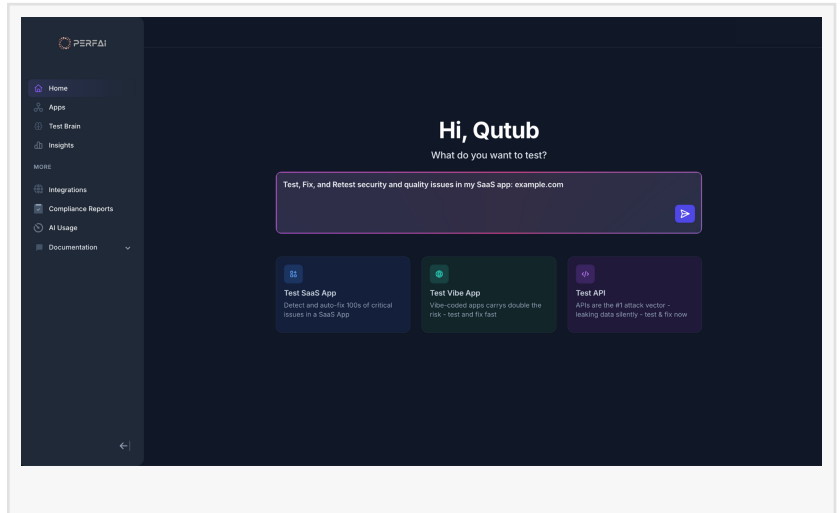 PERFAI
Home
Apps
Test Brain
Insights
MORE
Integrations
Compliance Reports
AI Usage
Documentation
Hi, Qutub
What do you want to test?
Test, Fix, and Retest security and quality issues in my SaaS app: example.com
Test SaaS App
Detect and auto-fix 100s of critical
issues in a SaaS App
Test Vibe App
Vibe-coded apps carrys double the
risk - test and fix fast
Test API
APIs are the #1 attack vector -
leaking data silently - test & fix now